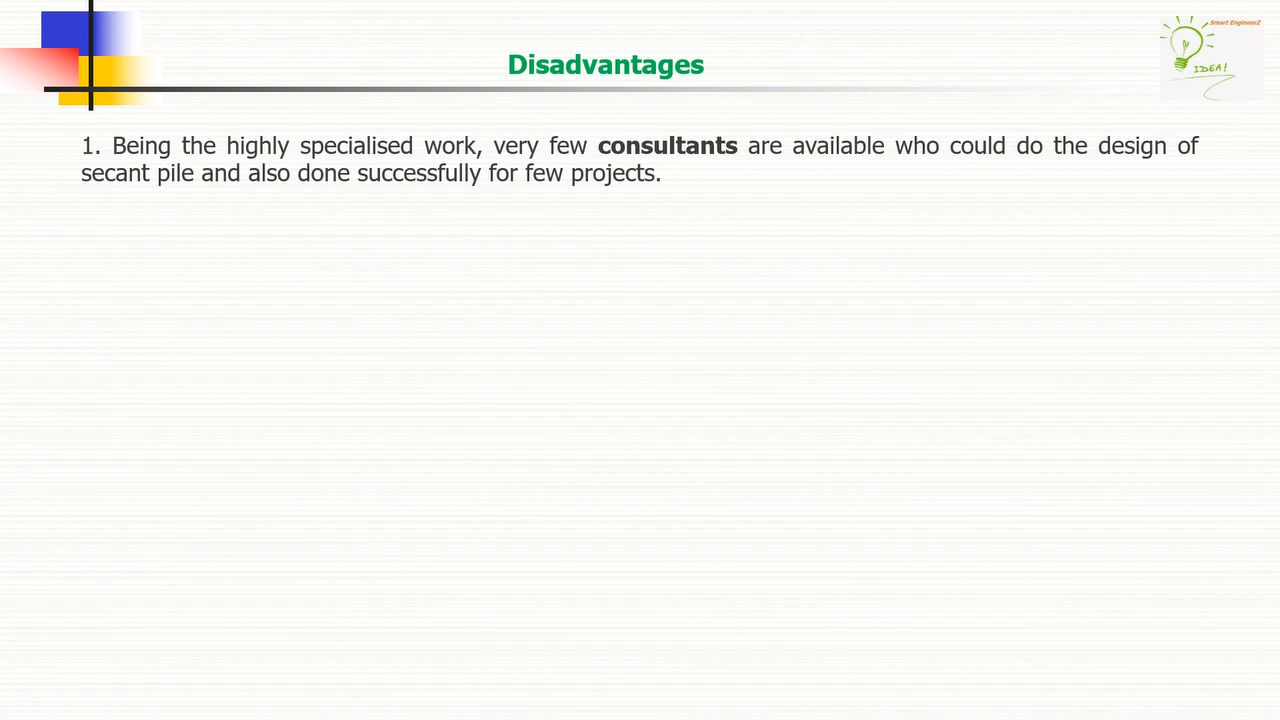 Smart EngineerZ
IDEA!
Disadvantages
1. Being the highly specialised work, very few consultants are available who could do the design of
secant pile and also done successfully for few projects.